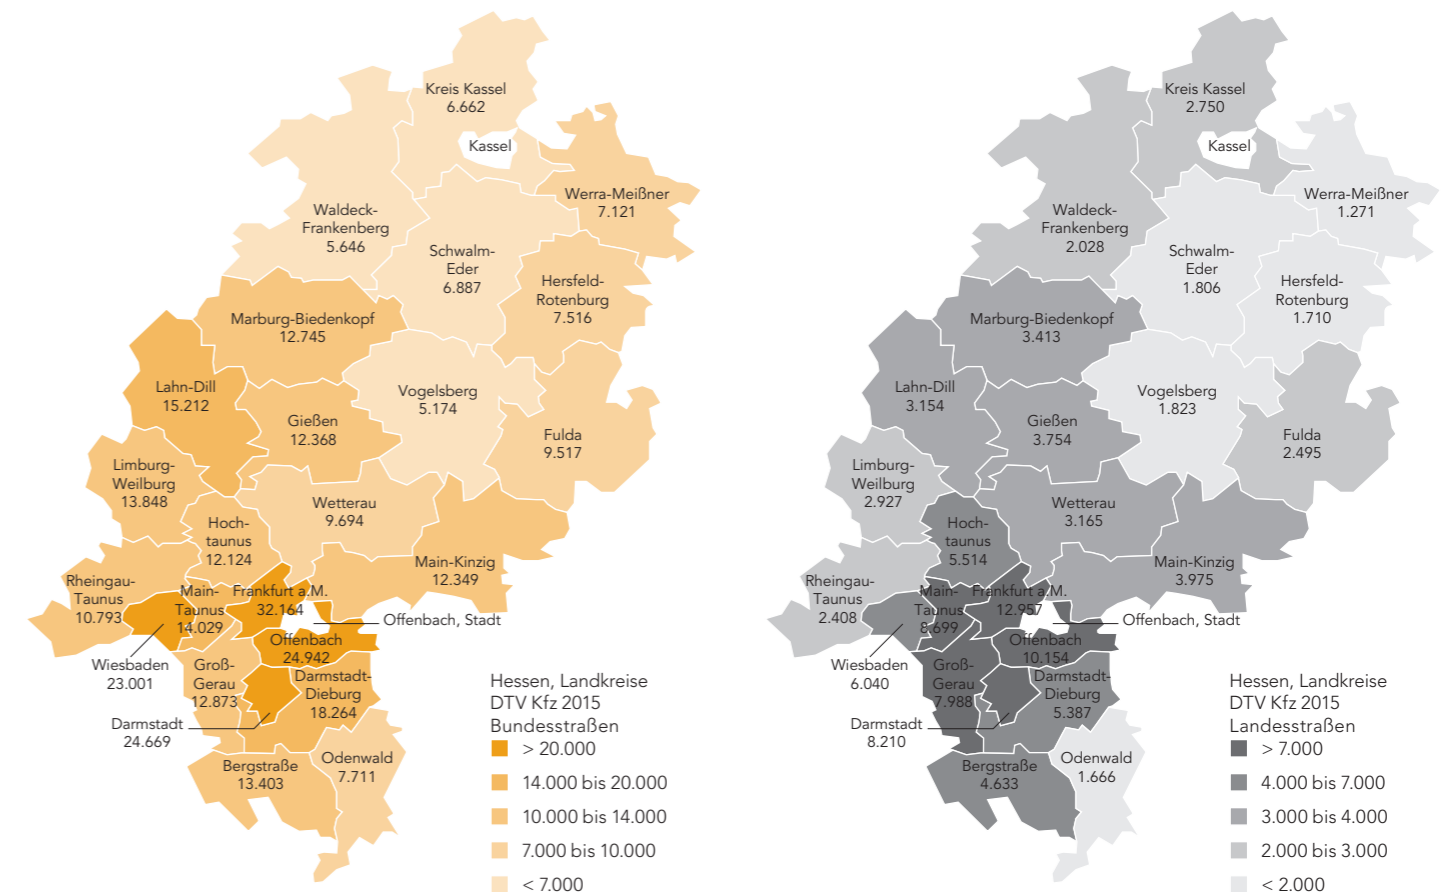 Kreis Kassel
6.662
Kassel
Werra-Meißner
7.121
Waldeck-
Frankenberg
5.646
Schwalm-
Eder
6.887
Hersfeld-
Rotenburg
7.516
Marburg-Biedenkopf
12.745
Lahn-Dill
15.212
Vogelsberg
5.174
Gießen
12.368
Fulda
9.517
Limburg-
Weilburg
13.848
Wetterau
9.694
Hoch-
taunus
12.124
Main-Kinzig
12.349
Rheingau-
Taunus
10.793
Main-
Taunus
14.029
Frankfurt a.M.
32.164
Offenbach, Stadt
Offenbach
24.942
Wiesbaden
23.001
Groß-
Gerau
12.873
Darmstadt-
Dieburg
18.264
Darmstadt
24.669
Bergstraße
13.403
Odenwald
7.711
Hessen, Landkreise
DTV Kfz 2015
Bundesstraßen
> 20.000
14.000 bis 20.000
10.000 bis 14.000
7.000 bis 10.000
< 7.000
Kreis Kassel
2.750
Kassel
Werra-Meißner
1.271
Waldeck-
Frankenberg
2.028
Schwalm-
Eder
1.806
Hersfeld-
Rotenburg
1.710
Marburg-Biedenkopf
3.413
Lahn-Dill
3.154
Vogelsberg
1.823
Gießen
3.754
Fulda
2.495
Limburg-
Weilburg
2.927
Wetterau
3.165
Hoch-
taunus
5.514
Main-Kinzig
3.975
Rheingau-
Taunus
2.408
Main-
Taunus
8.699
Frankfurt a.M.
12.957
Offenbach, Stadt
Offenbach
10.154
Wiesbaden
6.040
Groß-
Gerau
7.988
Darmstadt-
Dieburg
5.387
Darmstadt
8.210
Bergstraße
4.633
Odenwald
1.666
Hessen, Landkreise
DTV Kfz 2015
Landesstraßen
> 7.000
4.000 bis 7.000
3.000 bis 4.000
2.000 bis 3.000
< 2.000